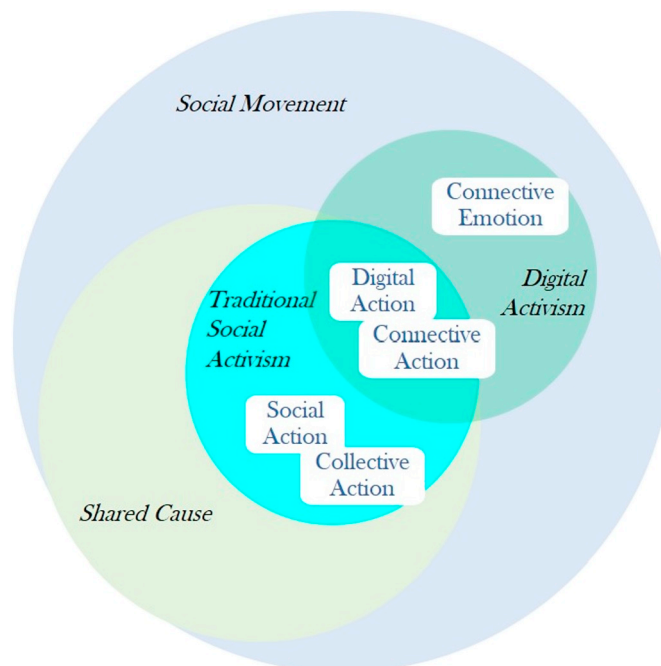 Social Movement
Connective
Emotion
Digital
Action
Digital
Activism
Traditional
Social
Activism
Connective
Action
Social
Action
Collective
Action
Shared Cause